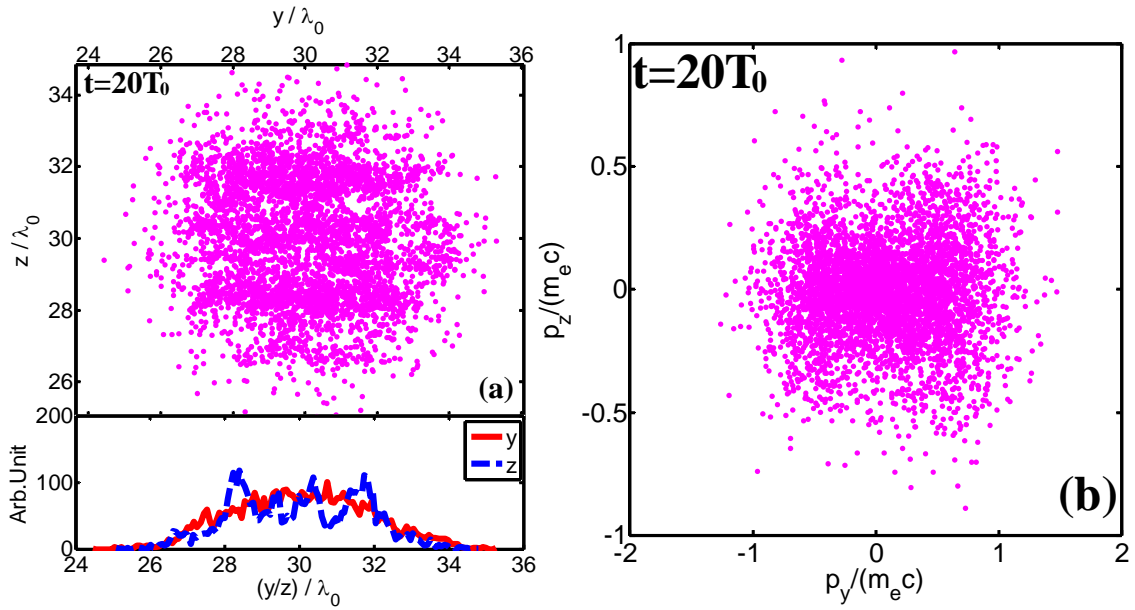 y / λ0
24 26 28 30 32 34 36
t=20T0
34
32
30
28
26
z / λ0
(a)
200
100
0
Arb.Unit
y
z
24 26 28 30 32 34 36
(y/z) / λ0
t=20T0
1
0.5
0
-0.5
-1
pz/(mec)
(b)
-2 -1 0 1 2
py/(mec)